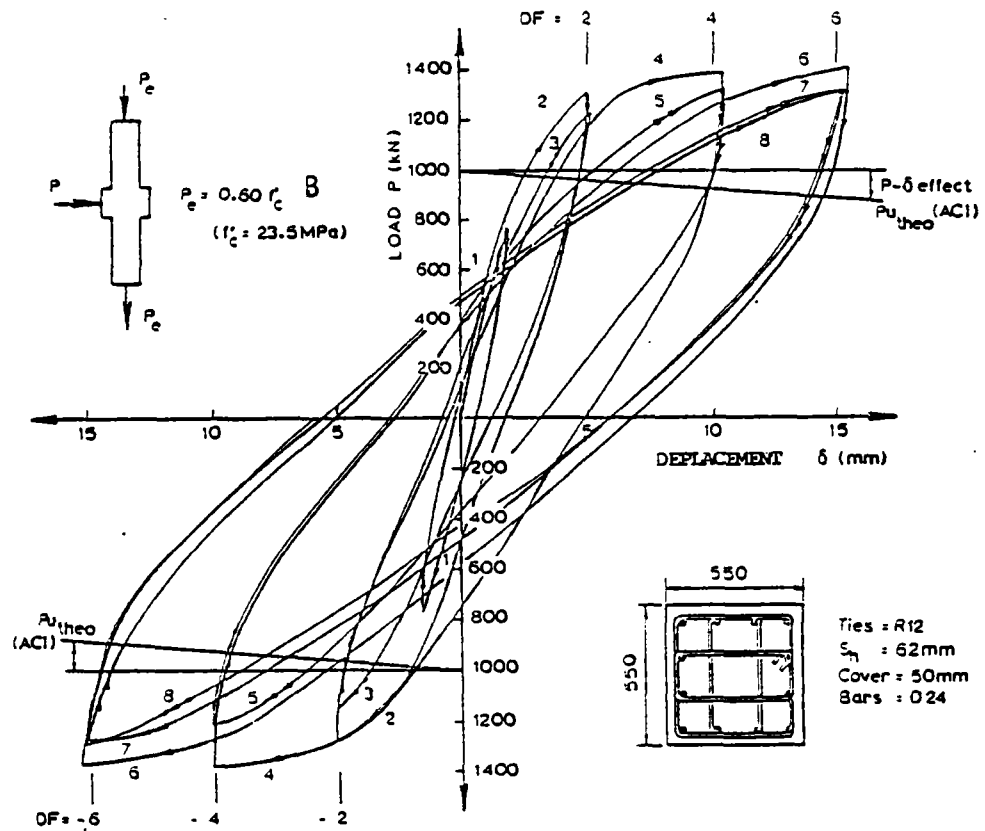 DF = 2 4 6
P_e
P
P_e = 0.60 f'_c B
(f'_c = 23.5 MPa)
P_e
LOAD P (kN)
1400
1200
1000
800
600
400
200
2
3
4
5
6
7
8
1
P-δ effect
Pu_theo (ACI)
15 10 5 5 10 15
DEPLACEMENT δ (mm)
200
400
600
800
1000
1200
1400
1
Pu_theo
(ACI)
8
5
3
2
7
6
4
DF = -6 -4 -2
550
550
Ties = R12
S_h = 62mm
Cover = 50mm
Bars = D24